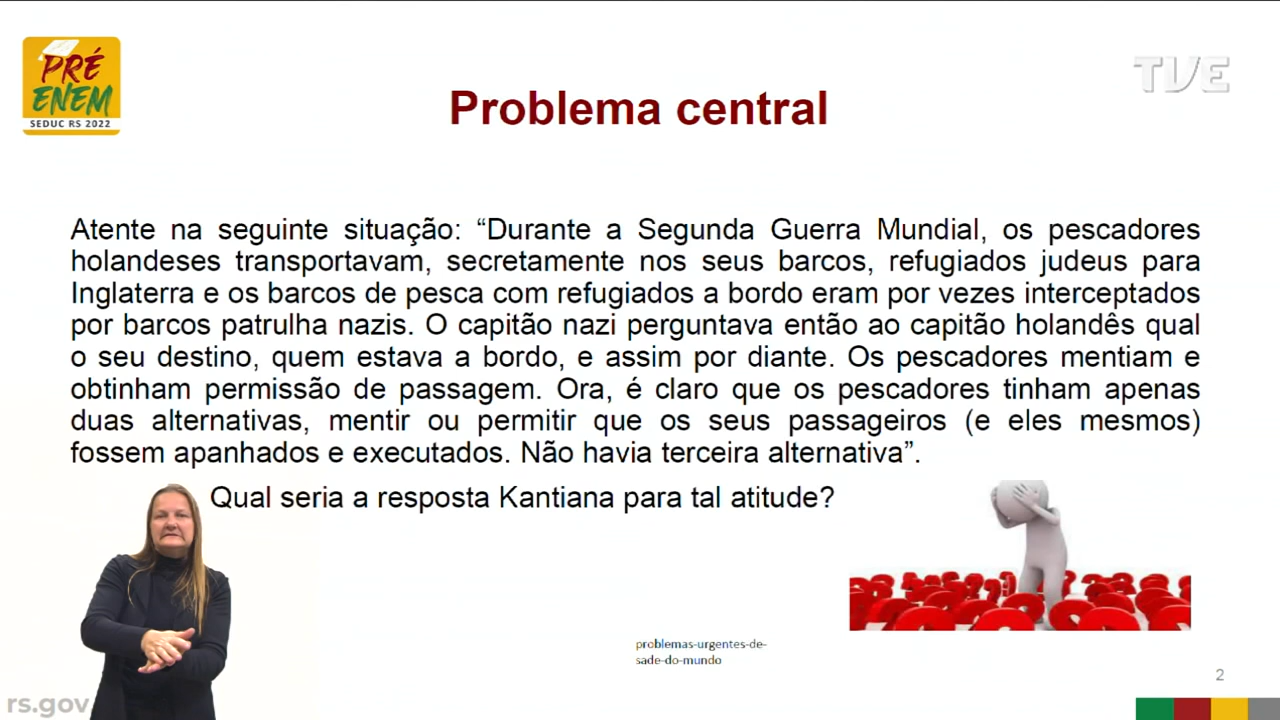 PRÉ
ENEM
SEDUC RS 2022
TVE
Problema central
Atente na seguinte situação: “Durante a Segunda Guerra Mundial, os pescadores
holandeses transportavam, secretamente nos seus barcos, refugiados judeus para
Inglaterra e os barcos de pesca com refugiados a bordo eram por vezes interceptados
por barcos patrulha nazis. O capitão nazi perguntava então ao capitão holandês qual
o seu destino, quem estava a bordo, e assim por diante. Os pescadores mentiam e
obtinham permissão de passagem. Ora, é claro que os pescadores tinham apenas
duas alternativas, mentir ou permitir que os seus passageiros (e eles mesmos)
fossem apanhados e executados. Não havia terceira alternativa”.
Qual seria a resposta Kantiana para tal atitude?
problemas-urgentes-de-
sade-do-mundo
2
rs.gov